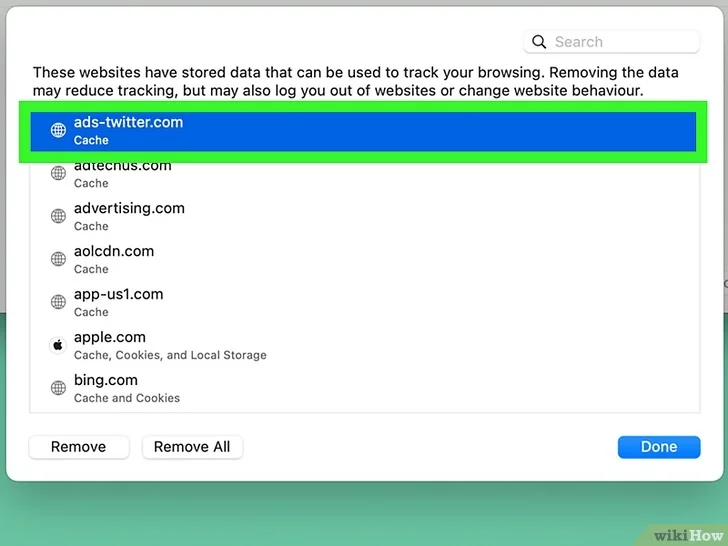 Search
These websites have stored data that can be used to track your browsing. Removing the data
may reduce tracking, but may also log you out of websites or change website behaviour.
ads-twitter.com
Cache
adtechus.com
Cache
advertising.com
Cache
aolcdn.com
Cache
app-us1.com
Cache
apple.com
Cache, Cookies, and Local Storage
bing.com
Cache and Cookies
Remove
Remove All
Done
wikiHow